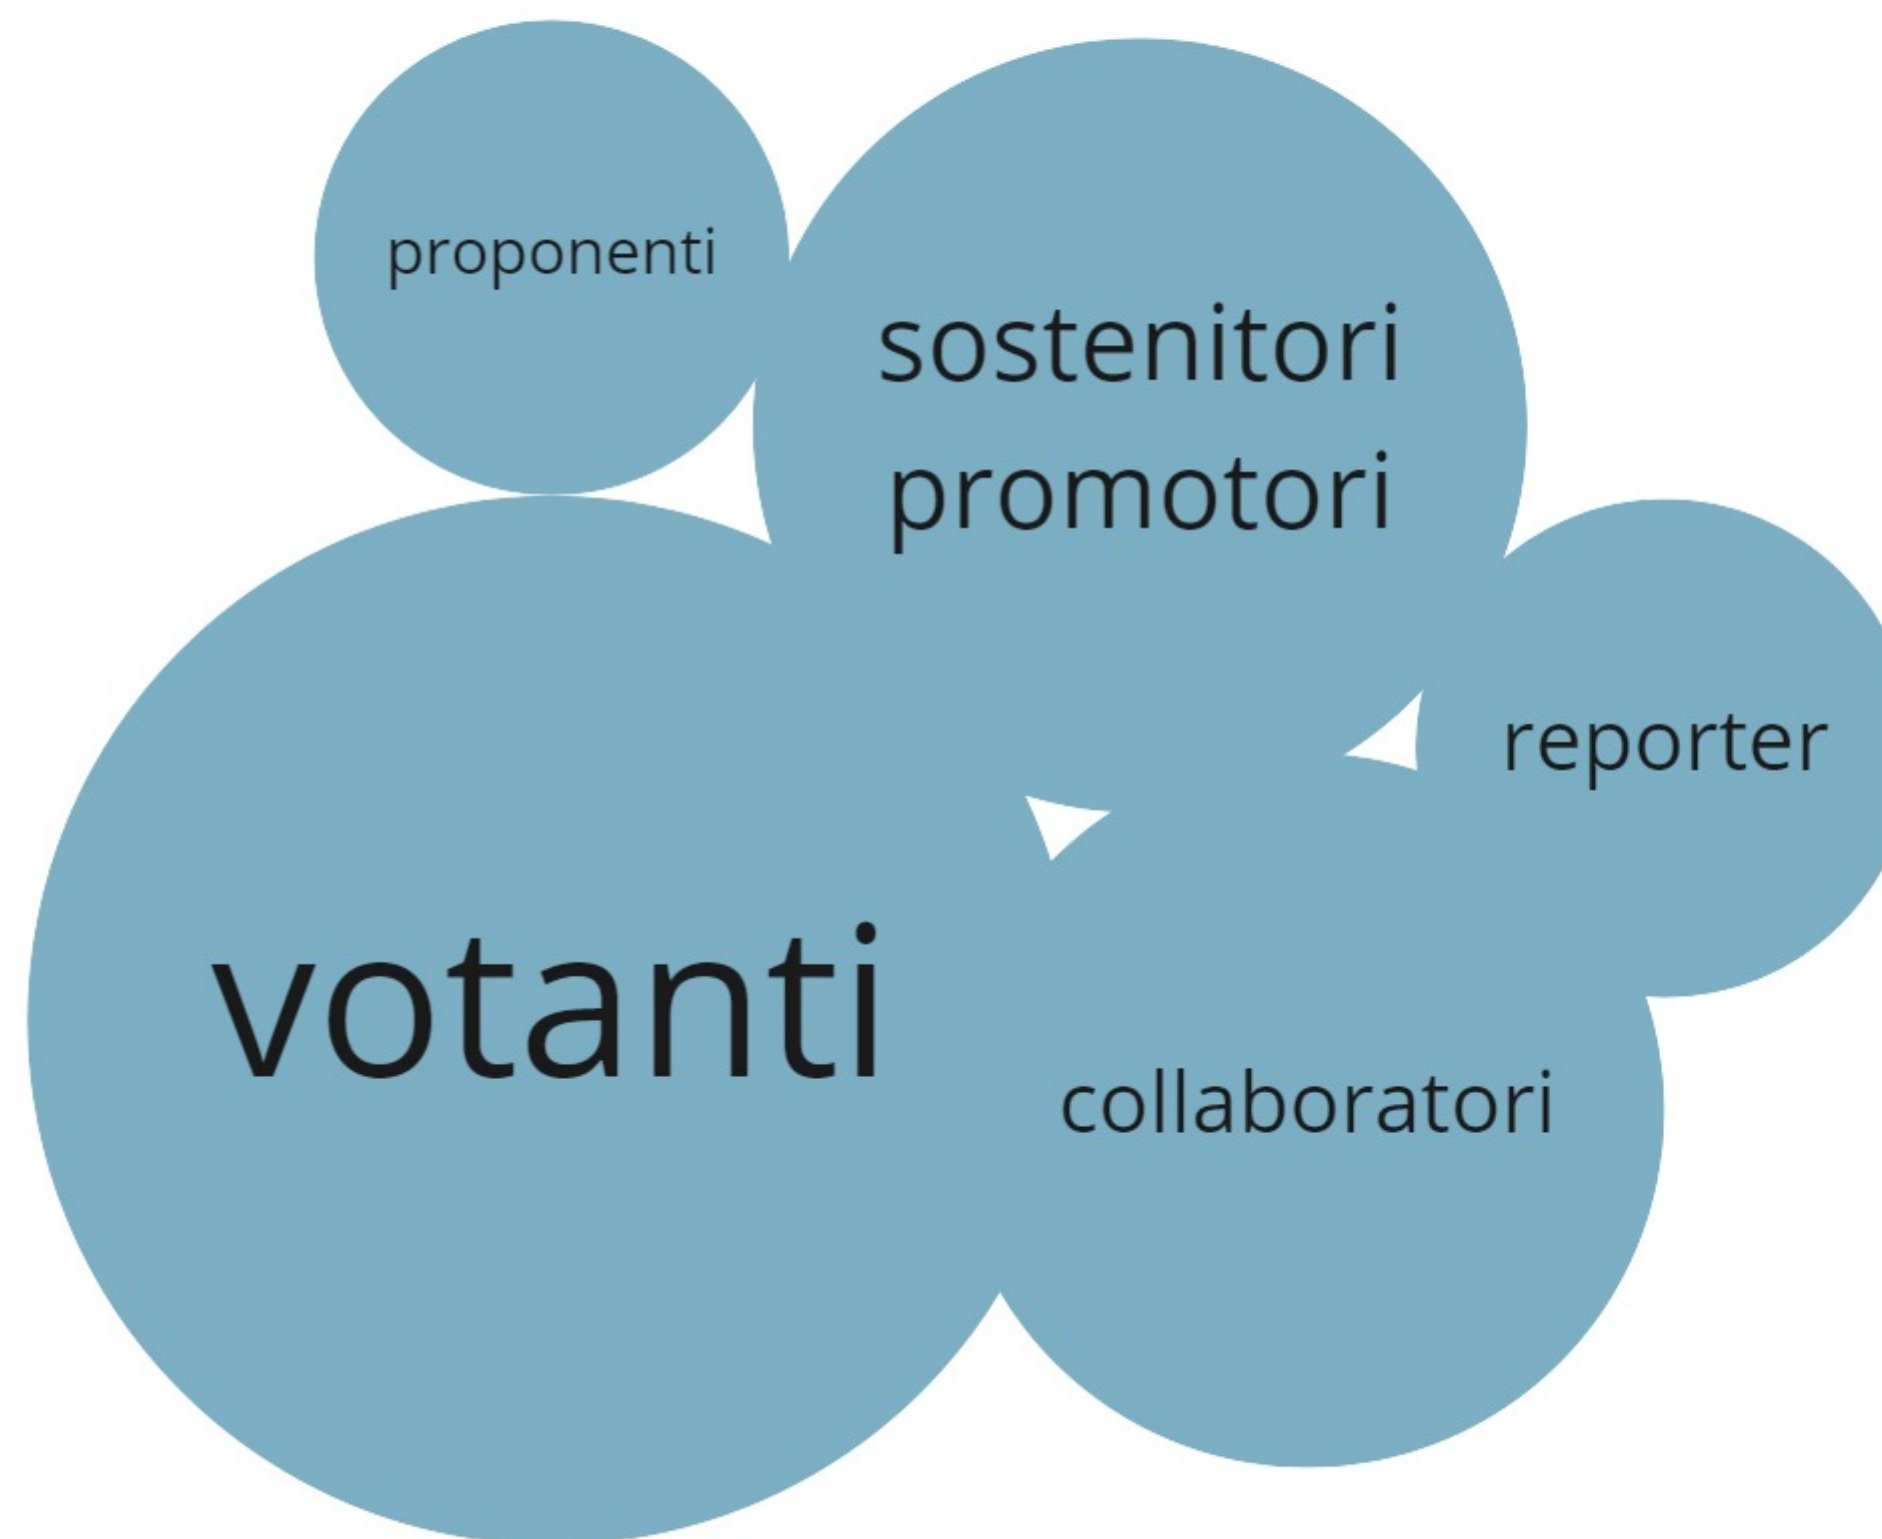 proponenti
sostenitori
promotori
reporter
votanti
collaboratori